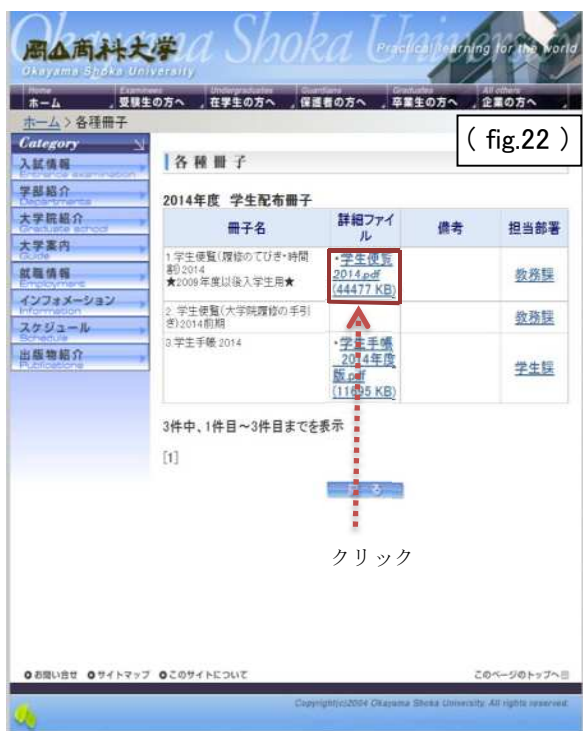 岡山商科大学
Okayama Shoka University
Okayama Shoka University
Practical learning for the world
Home Examinees Undergraduates Guardians Graduates All others
ホーム 受験生の方へ 在学生の方へ 保護者の方へ 卒業生の方へ 企業の方へ
ホーム > 各種冊子
( fig.22 )
Category
入試情報
Entrance examination
学部紹介
Departments
大学院紹介
Graduate school
大学案内
Guide
就職情報
Employment
インフォメーション
Information
スケジュール
Schedule
出版物紹介
Publications
各種冊子
2014年度 学生配布冊子
冊子名 詳細ファイル 備考 担当部署
1.学生便覧(履修のてびき・時間割)2014
★2009年度以後入学生用★
・学生便覧
2014.pdf
(44477 KB)
教務課
2.学生便覧(大学院履修の手引き)2014前期
教務課
3.学生手帳 2014
・学生手帳
_2014年度
版.pdf
(11695 KB)
学生課
3件中、1件目~3件目までを表示
[1]
戻る
クリック
お問い合せ サイトマップ このサイトについて
このページのトップへ
Copyright(c)2004 Okayama Shoka University. All rights reserved.